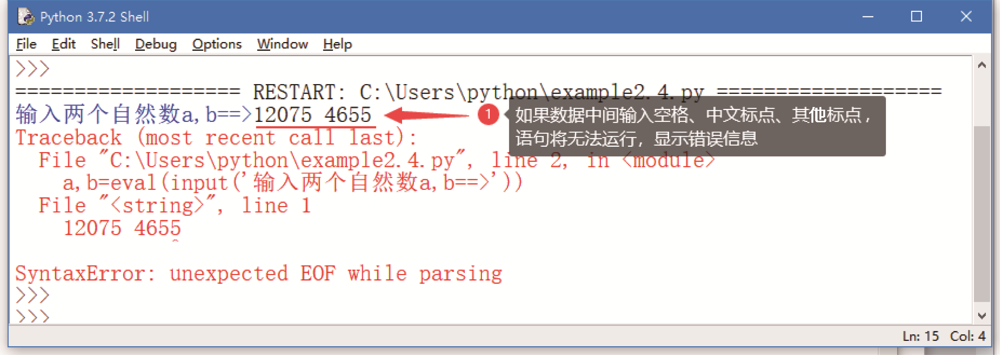 Python 3.7.2 Shell
File Edit Shell Debug Options Window Help
>>>
=================== RESTART: C:\Users\python\example2.4.py ===================
输入两个自然数a,b==>12075 4655
1
如果数据中间输入空格、中文标点、其他标点，
语句将无法运行，显示错误信息
Traceback (most recent call last):
  File "C:\Users\python\example2.4.py", line 2, in <module>
    a,b=eval(input('输入两个自然数a,b==>'))
  File "<string>", line 1
    12075 4655
^
SyntaxError: unexpected EOF while parsing
>>>
>>>
Ln: 15 Col: 4